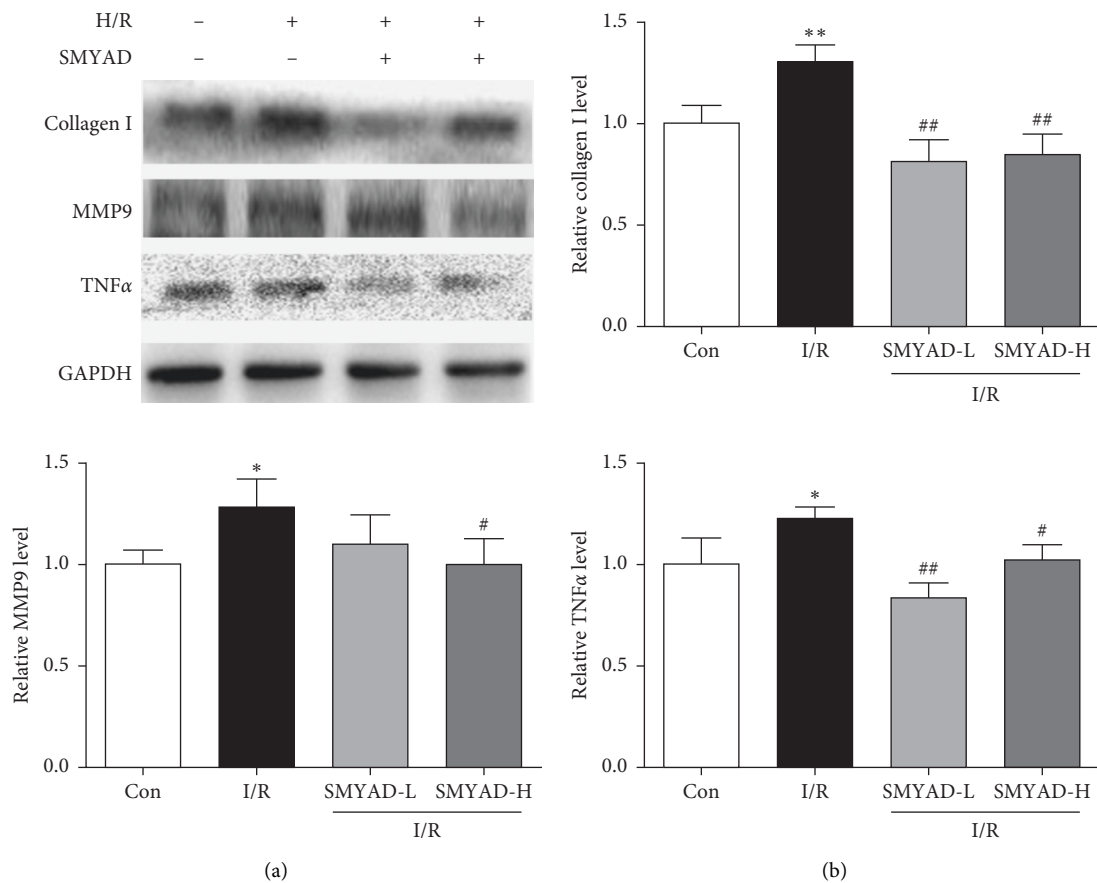 H/R – + + +
SMYAD – – + +
Collagen I
MMP9
TNFα
GAPDH
Relative collagen I level
1.5
1.0
0.5
0.0
**
##
##
Con I/R SMYAD-L SMYAD-H
I/R
Relative MMP9 level
1.5
1.0
0.5
0.0
*
#
Con I/R SMYAD-L SMYAD-H
I/R
(a)
Relative TNFα level
1.5
1.0
0.5
0.0
*
##
#
Con I/R SMYAD-L SMYAD-H
I/R
(b)